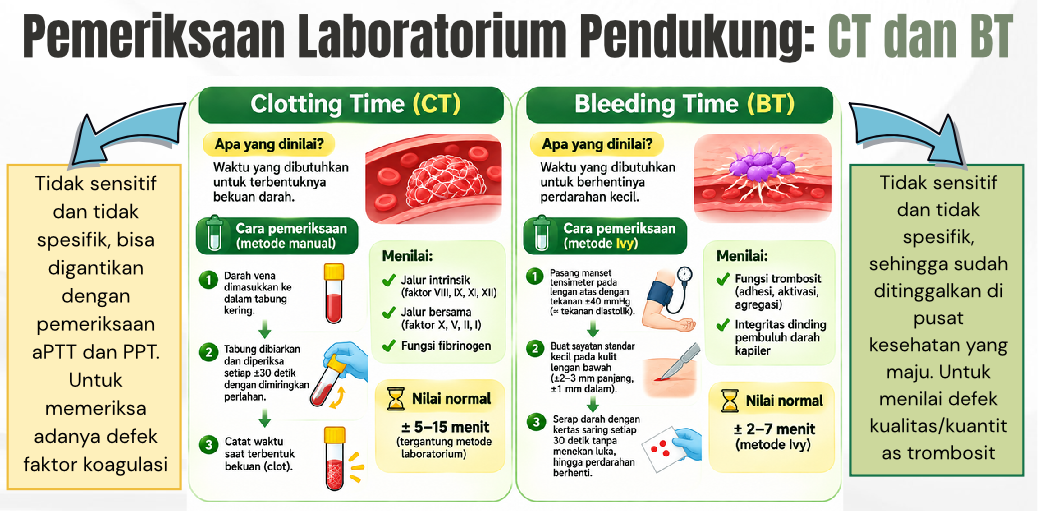 Pemeriksaan Laboratorium Pendukung: CT dan BT
Tidak sensitif
dan tidak
spesifik, bisa
digantikan
dengan
pemeriksaan
aPTT dan PPT.
Untuk
memeriksa
adanya defek
faktor koagulasi
Clotting Time (CT)
Apa yang dinilai?
Waktu yang dibutuhkan
untuk terbentuknya
bekuan darah.
Cara pemeriksaan
(metode manual)
1
Darah vena
dimasukkan ke
dalam tabung
kering.
2
Tabung dibiarkan
dan diperiksa
setiap ±30 detik
dengan dimiringkan
perlahan.
3
Catat waktu
saat terbentuk
bekuan (clot).
Menilai:
Jalur intrinsik
(faktor VIII, IX, XI, XII)
Jalur bersama
(faktor X, V, II, I)
Fungsi fibrinogen
Nilai normal
± 5–15 menit
(tergantung metode
laboratorium)
Bleeding Time (BT)
Apa yang dinilai?
Waktu yang dibutuhkan
untuk berhentinya
perdarahan kecil.
Cara pemeriksaan
(metode Ivy)
1
Pasang manset
tensimeter pada
lengan atas dengan
tekanan ±40 mmHg
(≈ tekanan diastolik).
2
Buat sayatan standar
kecil pada kulit
lengan bawah
(±2–3 mm panjang,
±1 mm dalam).
3
Serap darah dengan
kertas saring setiap
30 detik tanpa
menekan luka,
hingga perdarahan
berhenti.
Menilai:
Fungsi trombosit
(adhesi, aktivasi,
agregasi)
Integritas dinding
pembuluh darah
kapiler
Nilai normal
± 2–7 menit
(metode Ivy)
Tidak sensitif
dan tidak
spesifik,
sehingga sudah
ditinggalkan di
pusat
kesehatan yang
maju. Untuk
menilai defek
kualitas/kuantit
as trombosit